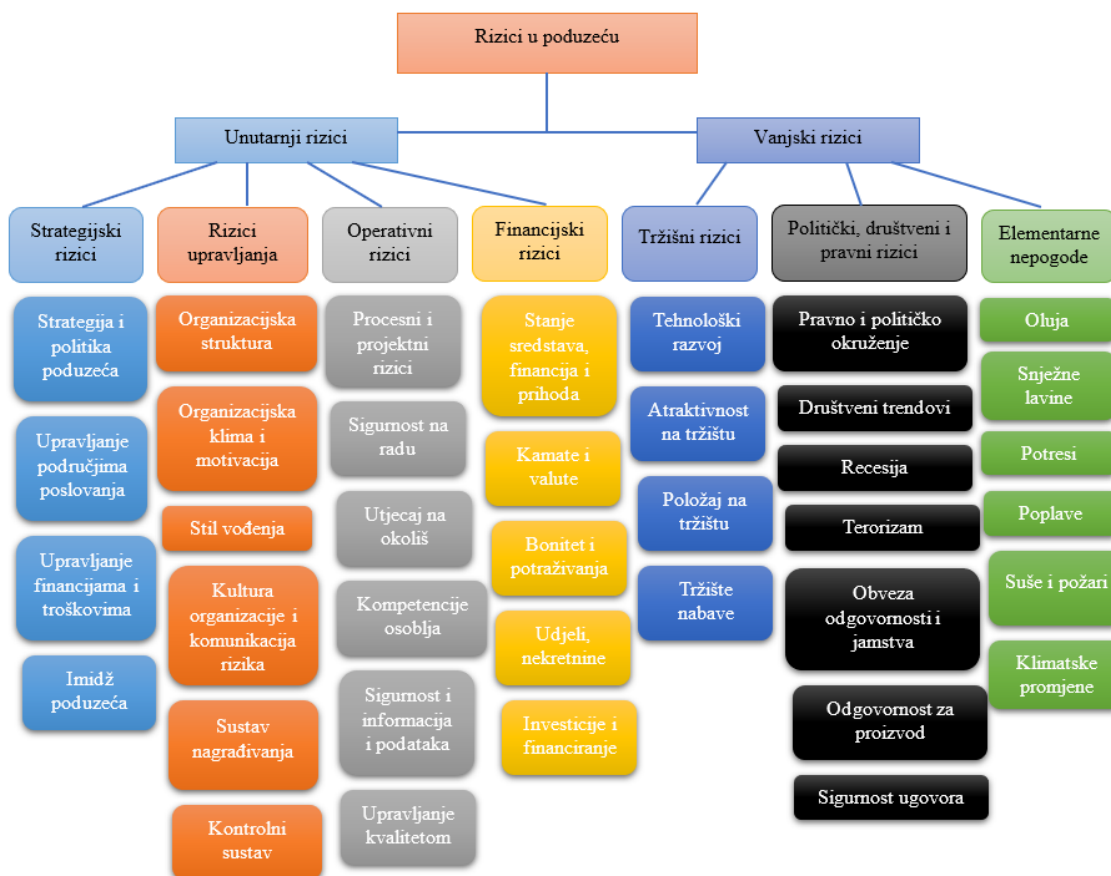 Rizici u poduzeću
Unutarnji rizici
Vanjski rizici
Strategijski
rizici
Rizici
upravljanja
Operativni
rizici
Financijski
rizici
Tržišni rizici
Politički, društveni i
pravni rizici
Elementarne
nepogode
Strategija i
politika
poduzeća
Upravljanje
područjima
poslovanja
Upravljanje
financijama i
troškovima
Imidž
poduzeća
Organizacijska
struktura
Organizacijska
klima i
motivacija
Stil vođenja
Kultura
organizacije i
komunikacija
rizika
Sustav
nagrađivanja
Kontrolni
sustav
Procesni i
projektni
rizici
Sigurnost na
radu
Utjecaj na
okoliš
Kompetencije
osoblja
Sigurnost i
informacija
i podataka
Upravljanje
kvalitetom
Stanje
sredstava,
financija i
prihoda
Kamate i
valute
Bonitet i
potraživanja
Udjeli,
nekretnine
Investicije i
financiranje
Tehnološki
razvoj
Atraktivnost
na tržištu
Položaj na
tržištu
Tržište
nabave
Pravno i političko
okruženje
Društveni trendovi
Recesija
Terorizam
Obveza
odgovornosti i
jamstva
Odgovornost za
proizvod
Sigurnost ugovora
Oluja
Snježne
lavine
Potresi
Poplave
Suše i požari
Klimatske
promjene